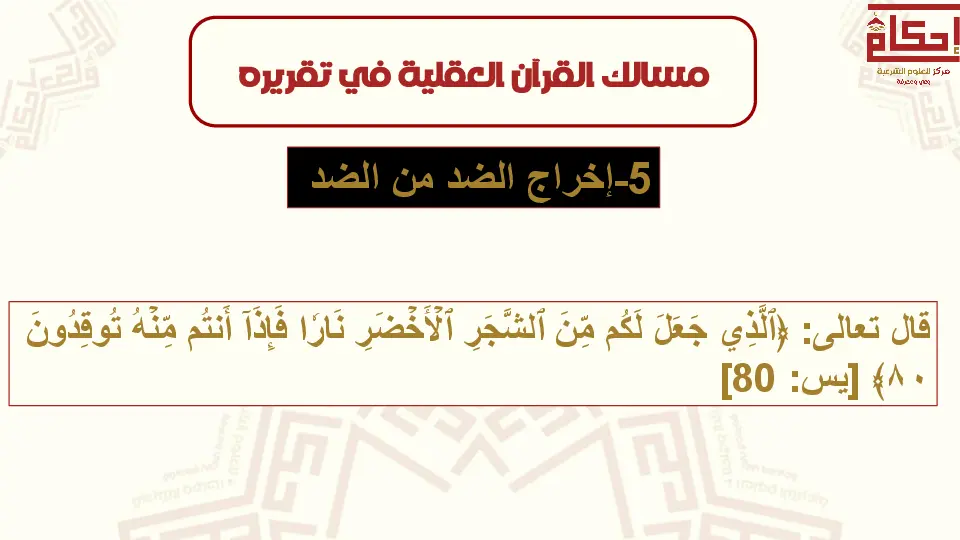 إحكام
مركز للعلوم الشرعية
وعي ومعرفة
مسالك القرآن العقلية في تقريره
5-إخراج الضد من الضد
قال تعالى: ﴿ٱلَّذِي جَعَلَ لَكُم مِّنَ ٱلشَّجَرِ ٱلۡأَخۡضَرِ نَارٗا فَإِذَآ أَنتُم مِّنۡهُ تُوقِدُونَ
٨٠﴾ [يس: 80]